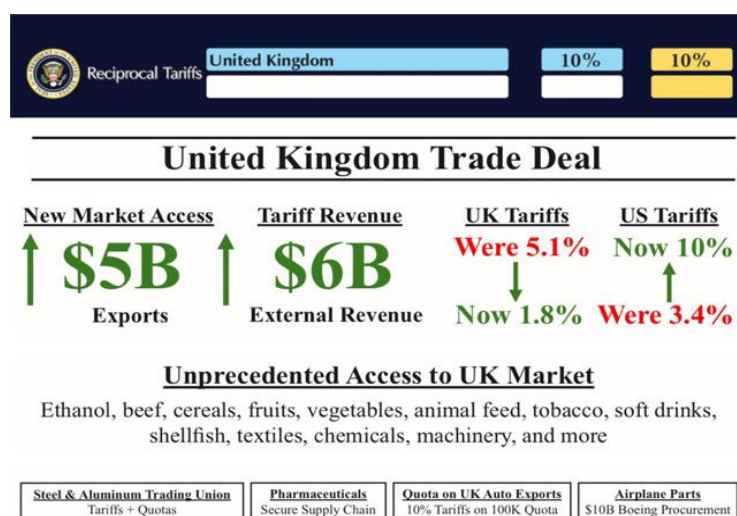 Reciprocal Tariffs
United Kingdom 10% 10%
United Kingdom Trade Deal
New Market Access Tariff Revenue UK Tariffs US Tariffs
$5B $6B Were 5.1% Now 10%
Exports External Revenue Now 1.8% Were 3.4%
Unprecedented Access to UK Market
Ethanol, beef, cereals, fruits, vegetables, animal feed, tobacco, soft drinks,
shellfish, textiles, chemicals, machinery, and more
Steel & Aluminum Trading Union Pharmaceuticals Quota on UK Auto Exports Airplane Parts
Tariffs + Quotas Secure Supply Chain 10% Tariffs on 100K Quota $10B Boeing Procurement